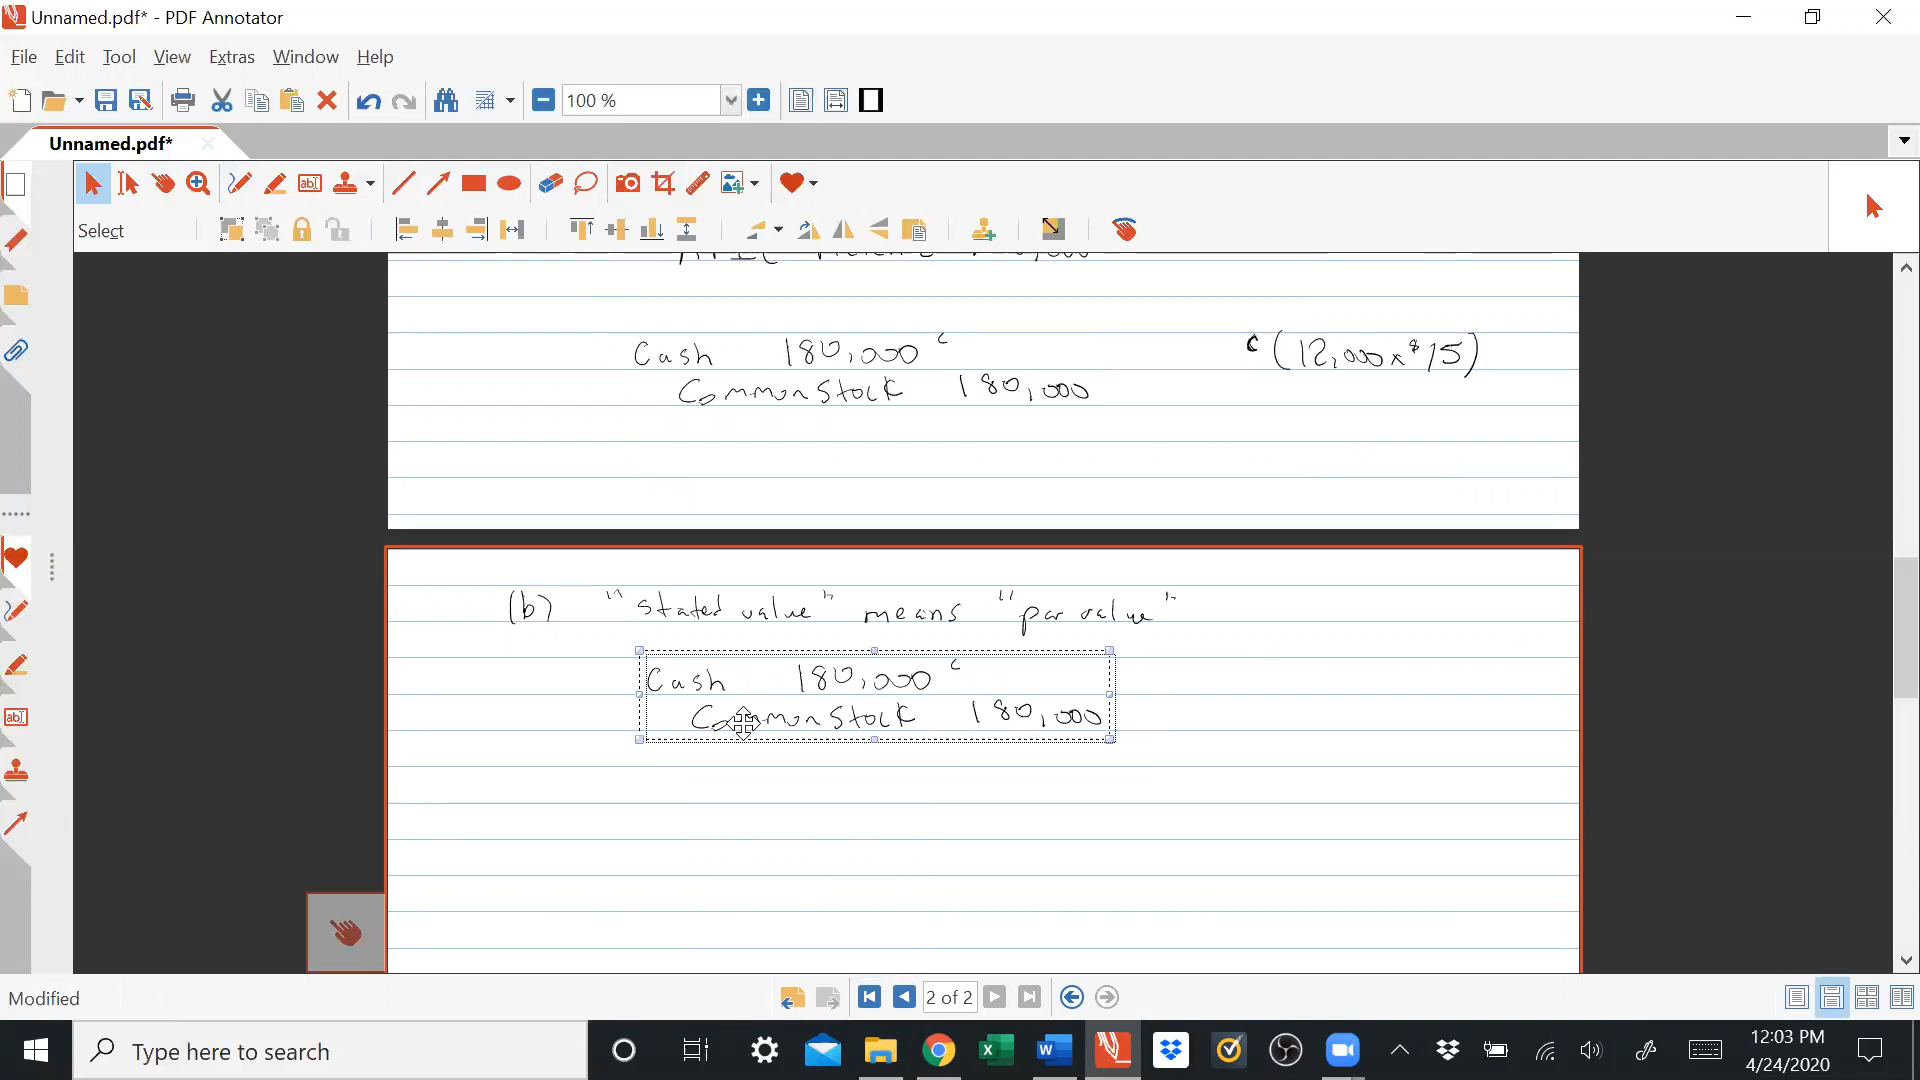 Unnamed.pdf* - PDF Annotator
File Edit Tool View Extras Window Help
100 %
Unnamed.pdf*
Select
Cash 180,000 c
c (12,000 x $15)
Common Stock 180,000
(b) "stated value" means "par value"
Cash 180,000 c
Common Stock 180,000
Modified
2 of 2
Type here to search
12:03 PM
4/24/2020